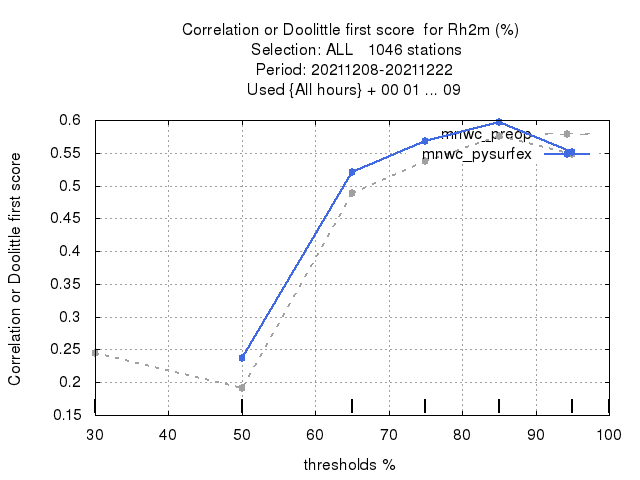 Correlation or Doolittle first score  for Rh2m (%)
Selection: ALL   1046 stations
Period: 20211208-20211222
Used {All hours} + 00 01 ... 09
Correlation or Doolittle first score
0.6
0.55
0.5
0.45
0.4
0.35
0.3
0.25
0.2
0.15
mnwc_preop
mnwc_pysurfex
30 40 50 60 70 80 90 100
thresholds %